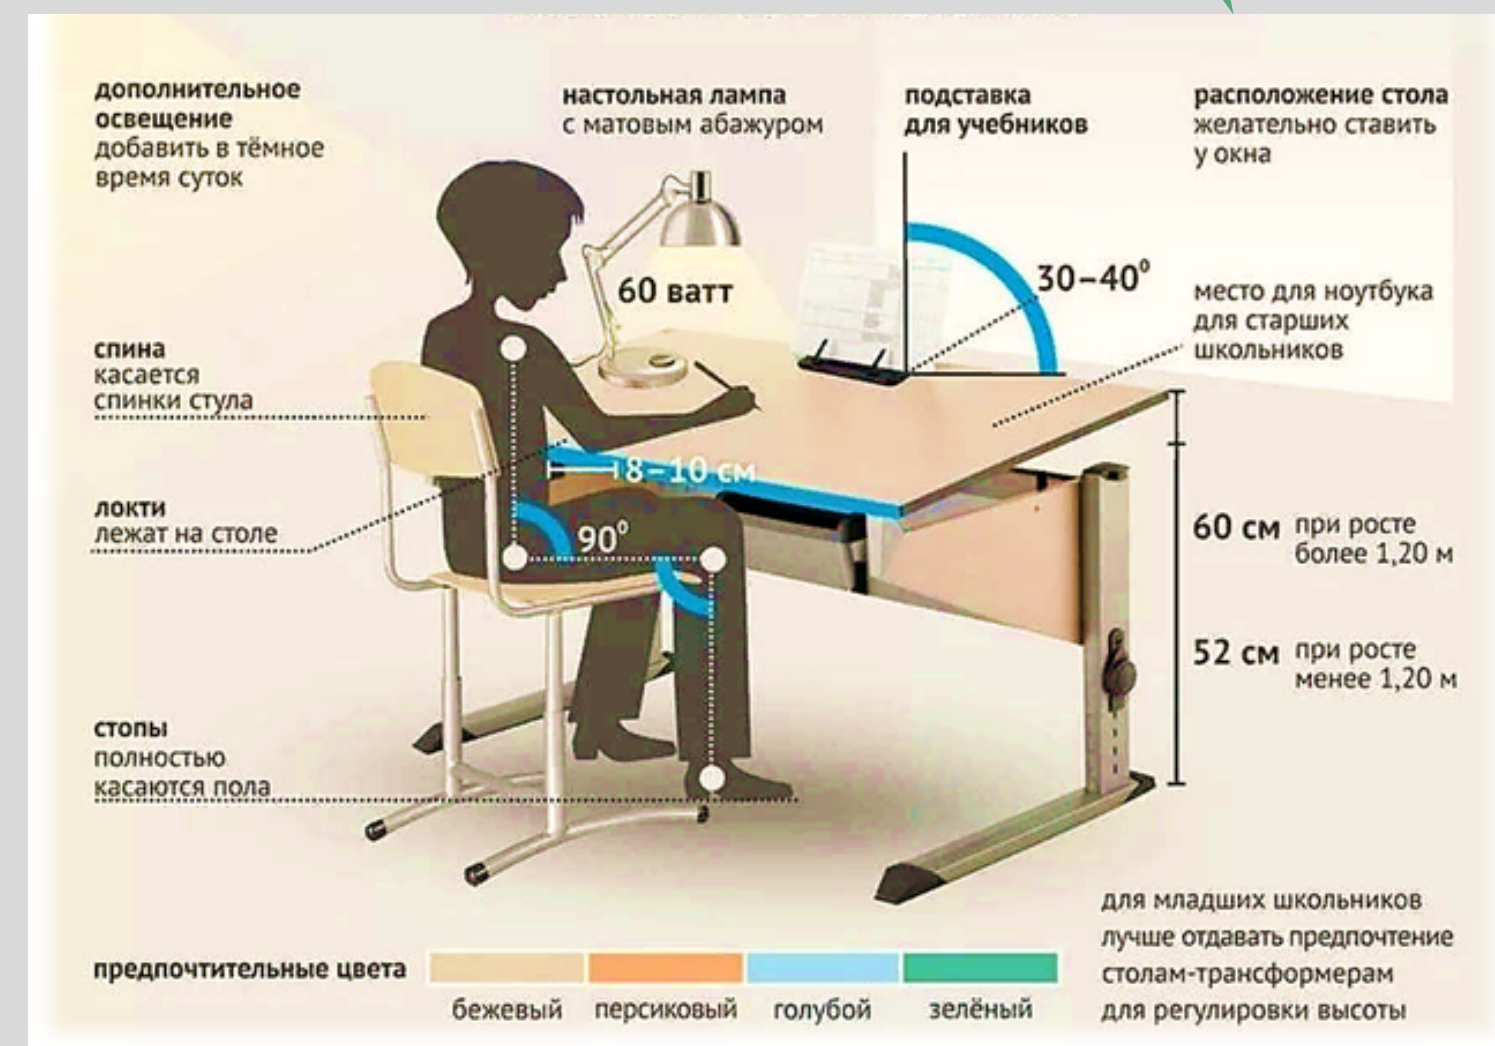 дополнительное
освещение
добавить в тёмное
время суток
настольная лампа
с матовым абажуром
подставка
для учебников
расположение стола
желательно ставить
у окна
60 ватт
30–40⁰
место для ноутбука
для старших
школьников
спина
касается
спинки стула
8–10 см
локти
лежат на столе
90⁰
60 см при росте
более 1,20 м
52 см при росте
менее 1,20 м
стопы
полностью
касаются пола
предпочтительные цвета
бежевый
персиковый
голубой
зелёный
для младших школьников
лучше отдавать предпочтение
столам-трансформерам
для регулировки высоты